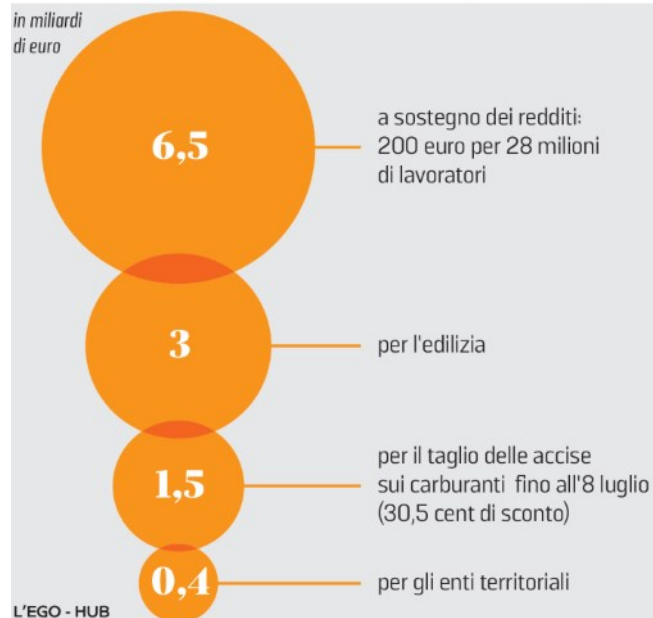 in miliardi
di euro
6,5
a sostegno dei redditi:
200 euro per 28 milioni
di lavoratori
3
per l'edilizia
1,5
per il taglio delle accise
sui carburanti fino all'8 luglio
(30,5 cent di sconto)
0,4
per gli enti territoriali
L'EGO - HUB